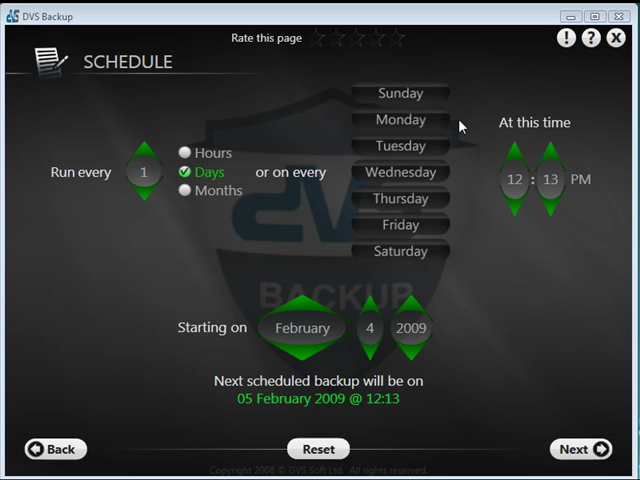 DVS Backup
Rate this page
SCHEDULE
Run every
1
Hours
Days
Months
or on every
Sunday
Monday
Tuesday
Wednesday
Thursday
Friday
Saturday
At this time
12 : 13 PM
DVS
BACKUP
Starting on
February
4
2009
Next scheduled backup will be on
05 February 2009 @ 12:13
Back
Reset
Next
Copyright 2008 © DVS Soft Ltd. All rights reserved.